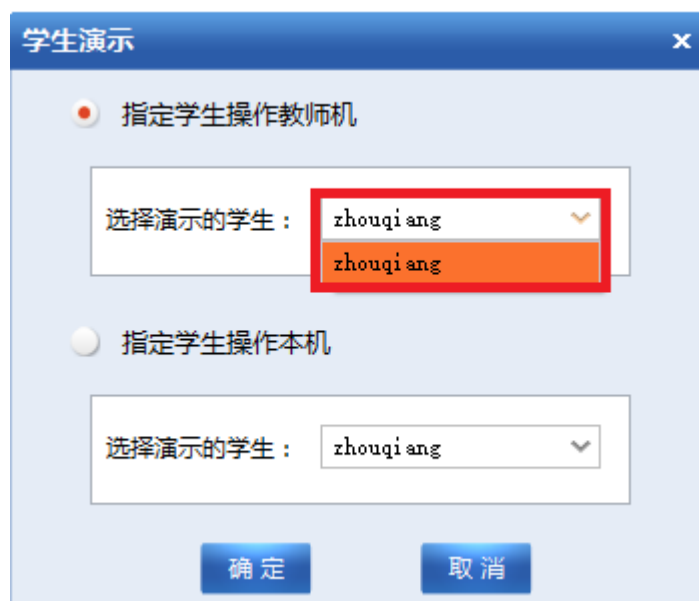 学生演示
指定学生操作教师机
选择演示的学生： zhouqiang
zhouqiang
指定学生操作本机
选择演示的学生： zhouqiang
确定 取消